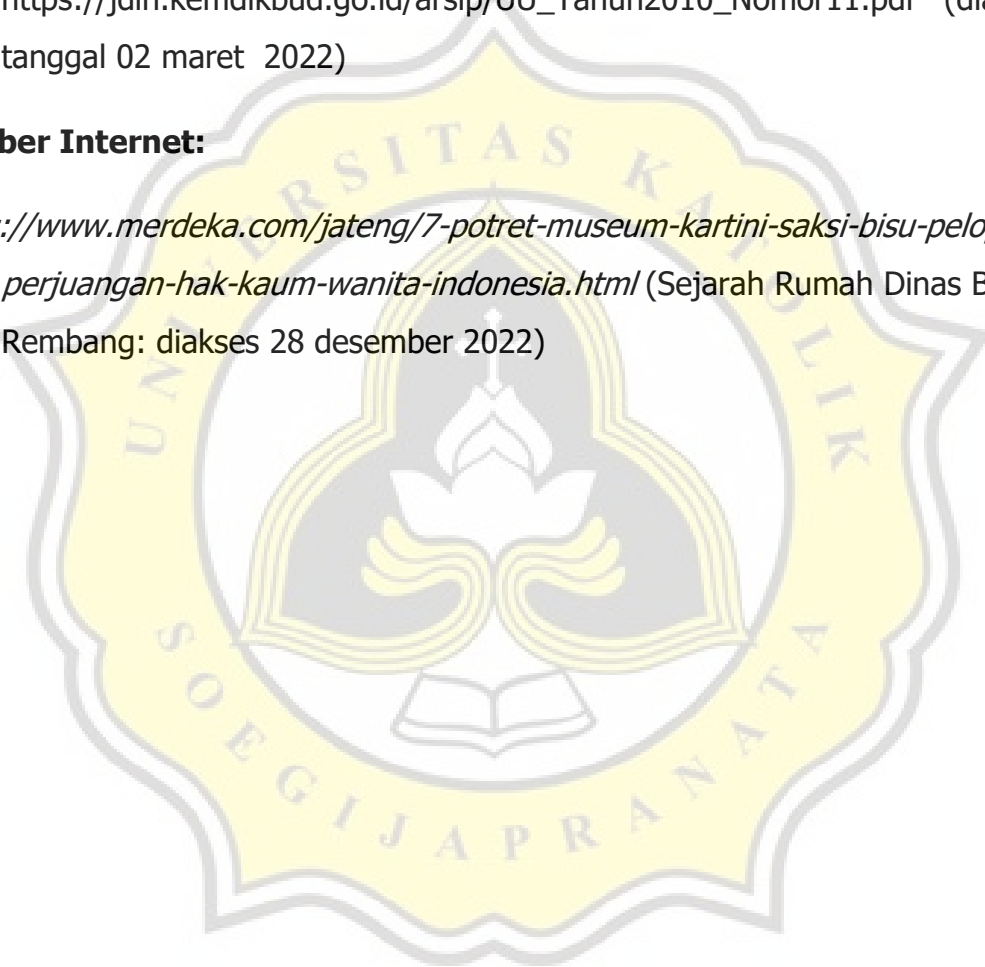 https://jdih.kemdikbud.go.id/arsip/UU_Tahun2010_Nomor11.pdf (dia
tanggal 02 maret 2022)
ber Internet:
://www.merdeka.com/jateng/7-potret-museum-kartini-saksi-bisu-pelo
perjuangan-hak-kaum-wanita-indonesia.html (Sejarah Rumah Dinas B
Rembang: diakses 28 desember 2022)
UNIVERSITAS KATOLIK
SOEGIJAPRANATA